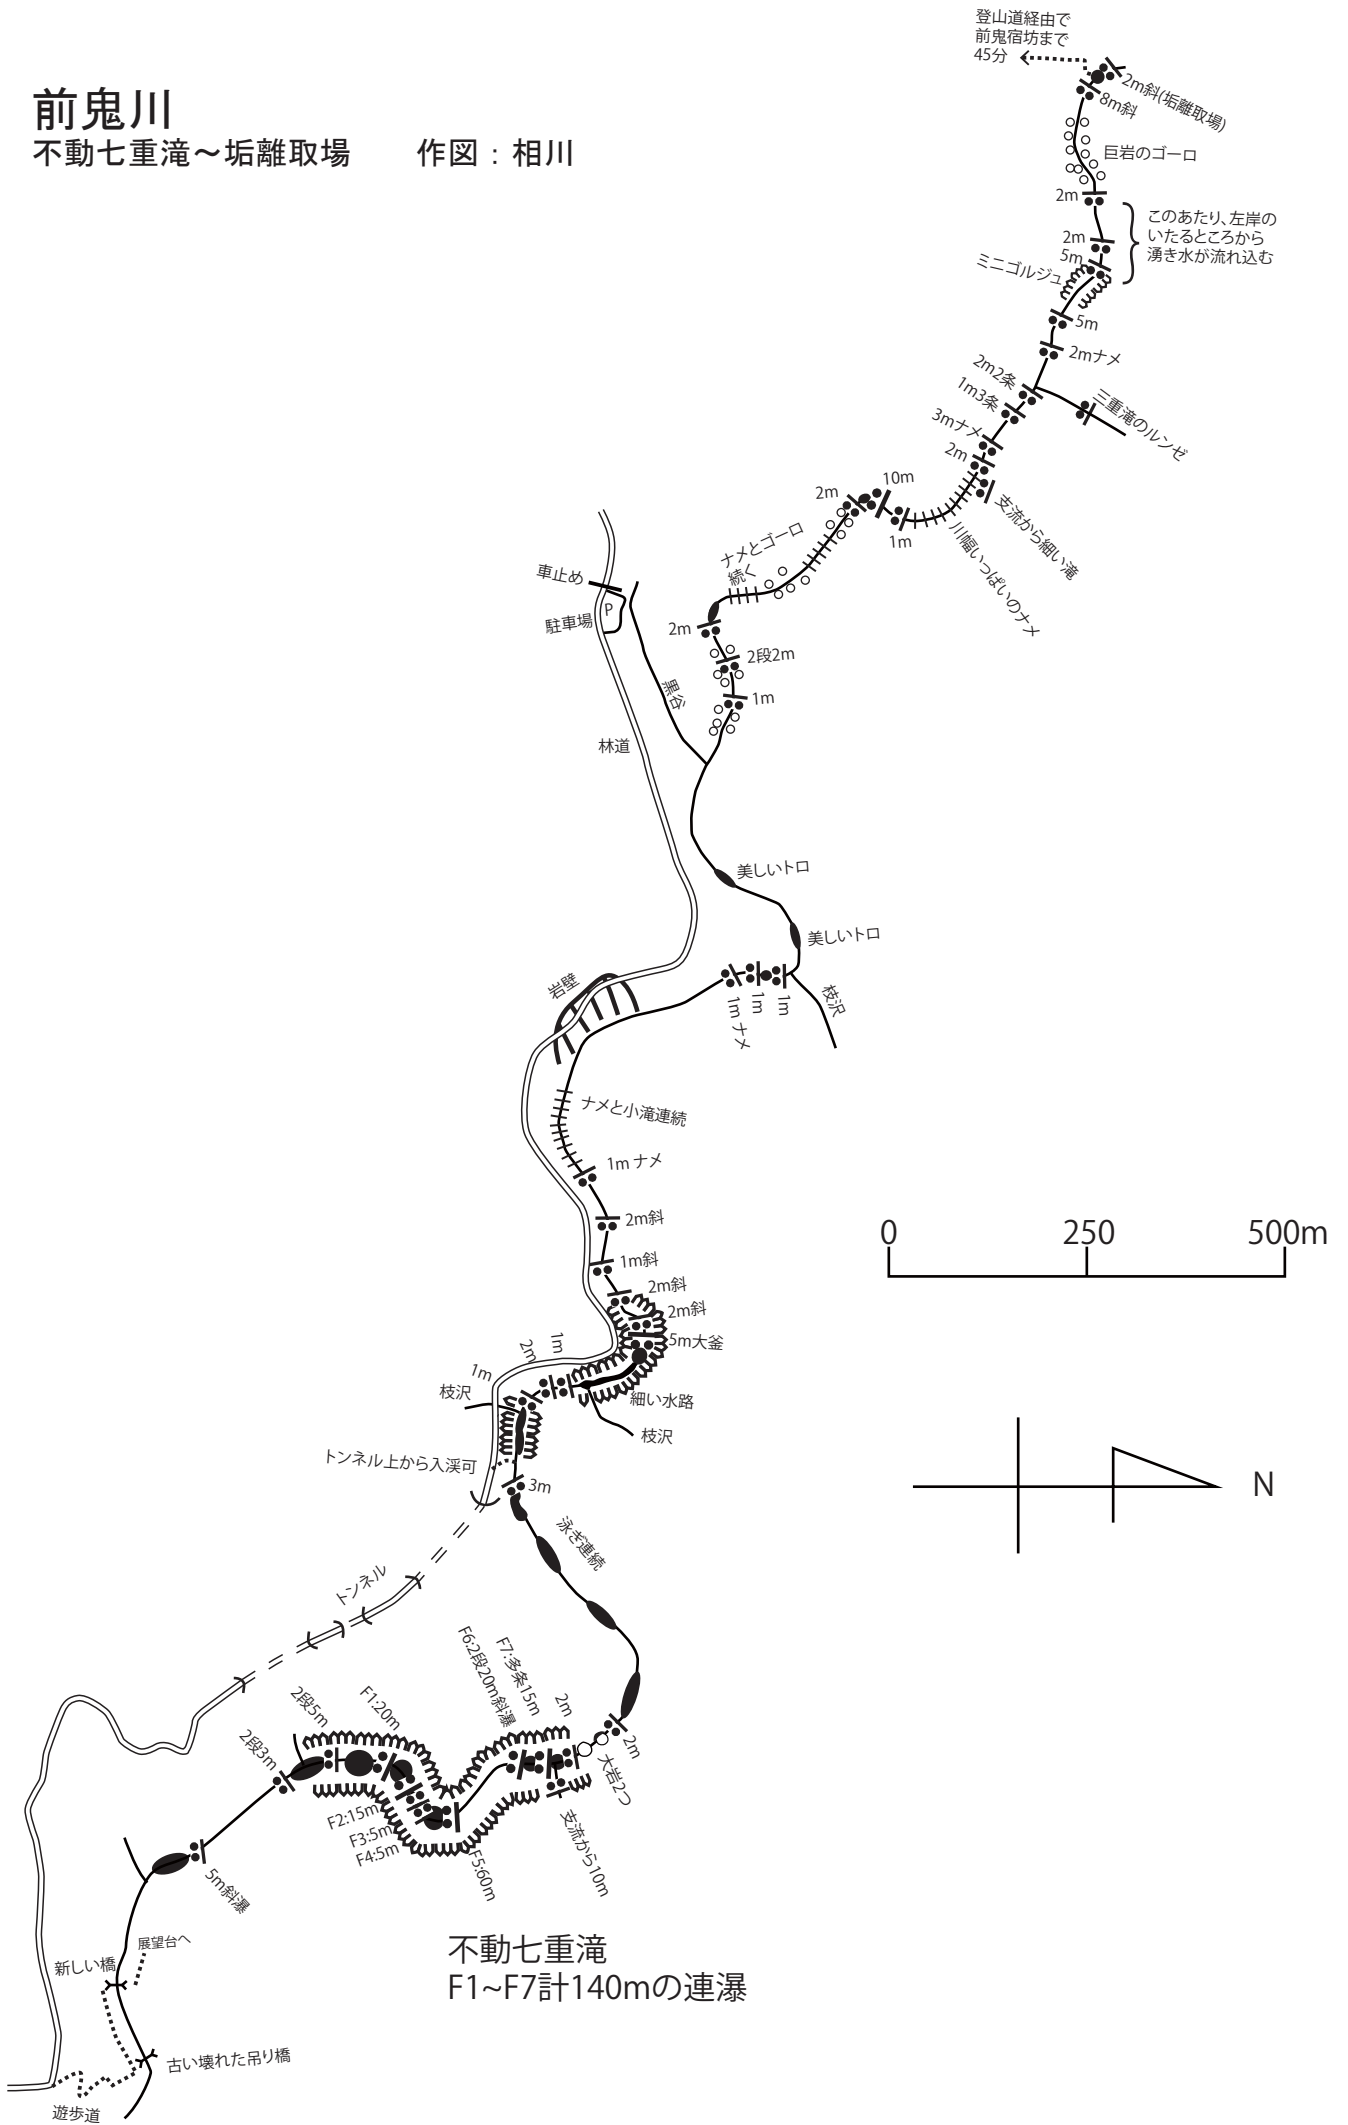 登山道経由で
前鬼宿坊まで
45分
前鬼川
不動七重滝～垢離取場　　作図：相川
2m斜(垢離取場)
8m斜
巨岩のゴーロ
2m
このあたり、左岸の
いたるところから
湧き水が流れ込む
2m
5m
ミニゴルジュ
5m
2mナメ
2m2条
1m3条
三重滝のルンゼ
3mナメ
2m
支流から細い滝
川幅いっぱいのナメ
10m
2m
1m
ナメとゴーロ
続く
車止め
P
駐車場
2m
2段2m
1m
黒谷
林道
美しいトロ
美しいトロ
岩壁
1m ナメ
1m
1m
枝沢
ナメと小滝連続
1m ナメ
2m斜
1m斜
2m斜
2m斜
5m大釜
1m
2m
1m
枝沢
細い水路
枝沢
トンネル上から入渓可
3m
泳ぎ連続
トンネル
0
250
500m
N
F6:2段20m斜瀑
F7:多条15m
2m
2m
大岩2つ
2段5m
F1:20m
2段3m
F2:15m
F3:5m
F4:5m
F5:60m
支流から10m
5m斜瀑
不動七重滝
F1~F7計140mの連瀑
展望台へ
新しい橋
古い壊れた吊り橋
遊歩道